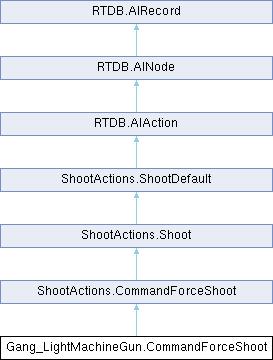 RTDB.AIRecord
RTDB.AINode
RTDB.AIAction
ShootActions.ShootDefault
ShootActions.Shoot
ShootActions.CommandForceShoot
Gang_LightMachineGun.CommandForceShoot